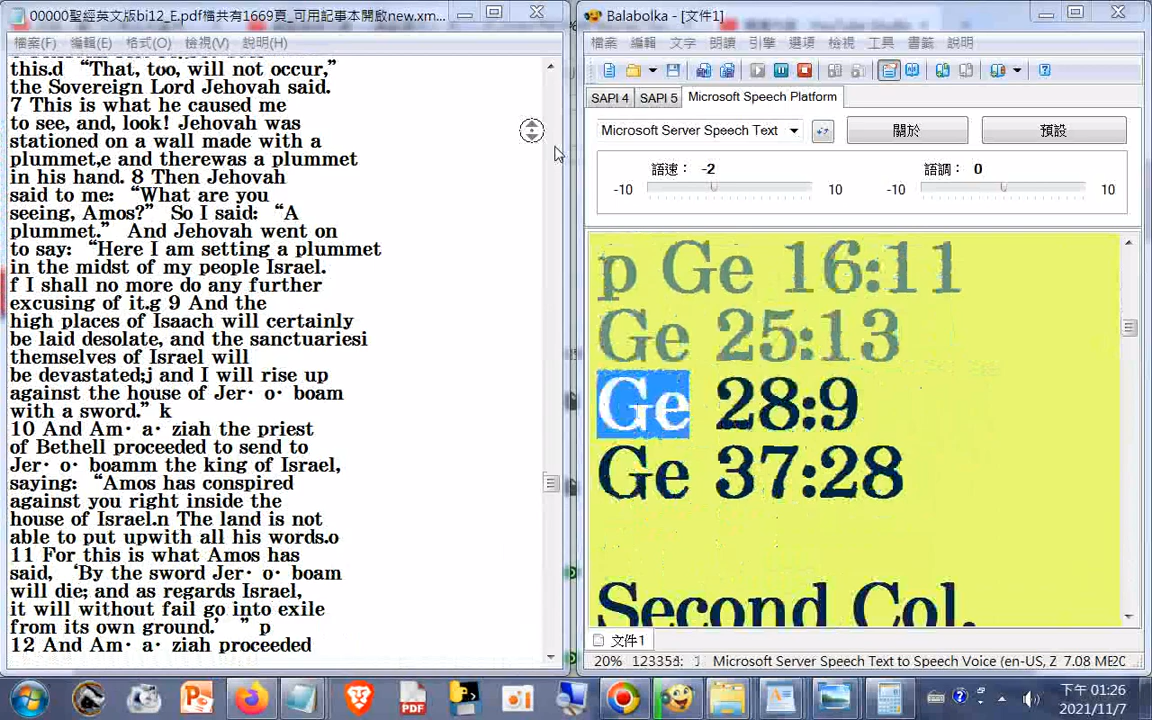 00000聖經英文版bi12_E.pdf檔共有1669頁_可用記事本開啟new.xm...
檔案(F) 編輯(E) 格式(O) 檢視(V) 說明(H)
this.d “That, too, will not occur,”
the Sovereign Lord Jehovah said.
7 This is what he caused me
to see, and, look! Jehovah was
stationed on a wall made with a
plummet,e and therewas a plummet
in his hand. 8 Then Jehovah
said to me: “What are you
seeing, Amos?” So I said: “A
plummet.” And Jehovah went on
to say: “Here I am setting a plummet
in the midst of my people Israel.
f I shall no more do any further
excusing of it.g 9 And the
high places of Isaach will certainly
be laid desolate, and the sanctuariesi
themselves of Israel will
be devastated;j and I will rise up
against the house of Jer· o· boam
with a sword.” k
10 And Am· a· ziah the priest
of Bethell proceeded to send to
Jer· o· boamm the king of Israel,
saying: “Amos has conspired
against you right inside the
house of Israel.n The land is not
able to put upwith all his words.o
11 For this is what Amos has
said, ‘By the sword Jer· o· boam
will die; and as regards Israel,
it will without fail go into exile
from its own ground.’ ” p
12 And Am· a· ziah proceeded
Balabolka - [文件1]
檔案 編輯 文字 朗讀 引擎 選項 檢視 工具 書籤 說明
SAPI 4 SAPI 5 Microsoft Speech Platform
Microsoft Server Speech Text 關於 預設
語速： -2 語調： 0
-10 10 -10 10
p Ge 16:11
Ge 25:13
Ge 28:9
Ge 37:28
Second Col.
文件1
20% Microsoft Server Speech Text to Speech Voice (en-US, Z 7.08 ME
PDF
下午 01:26
2021/11/7